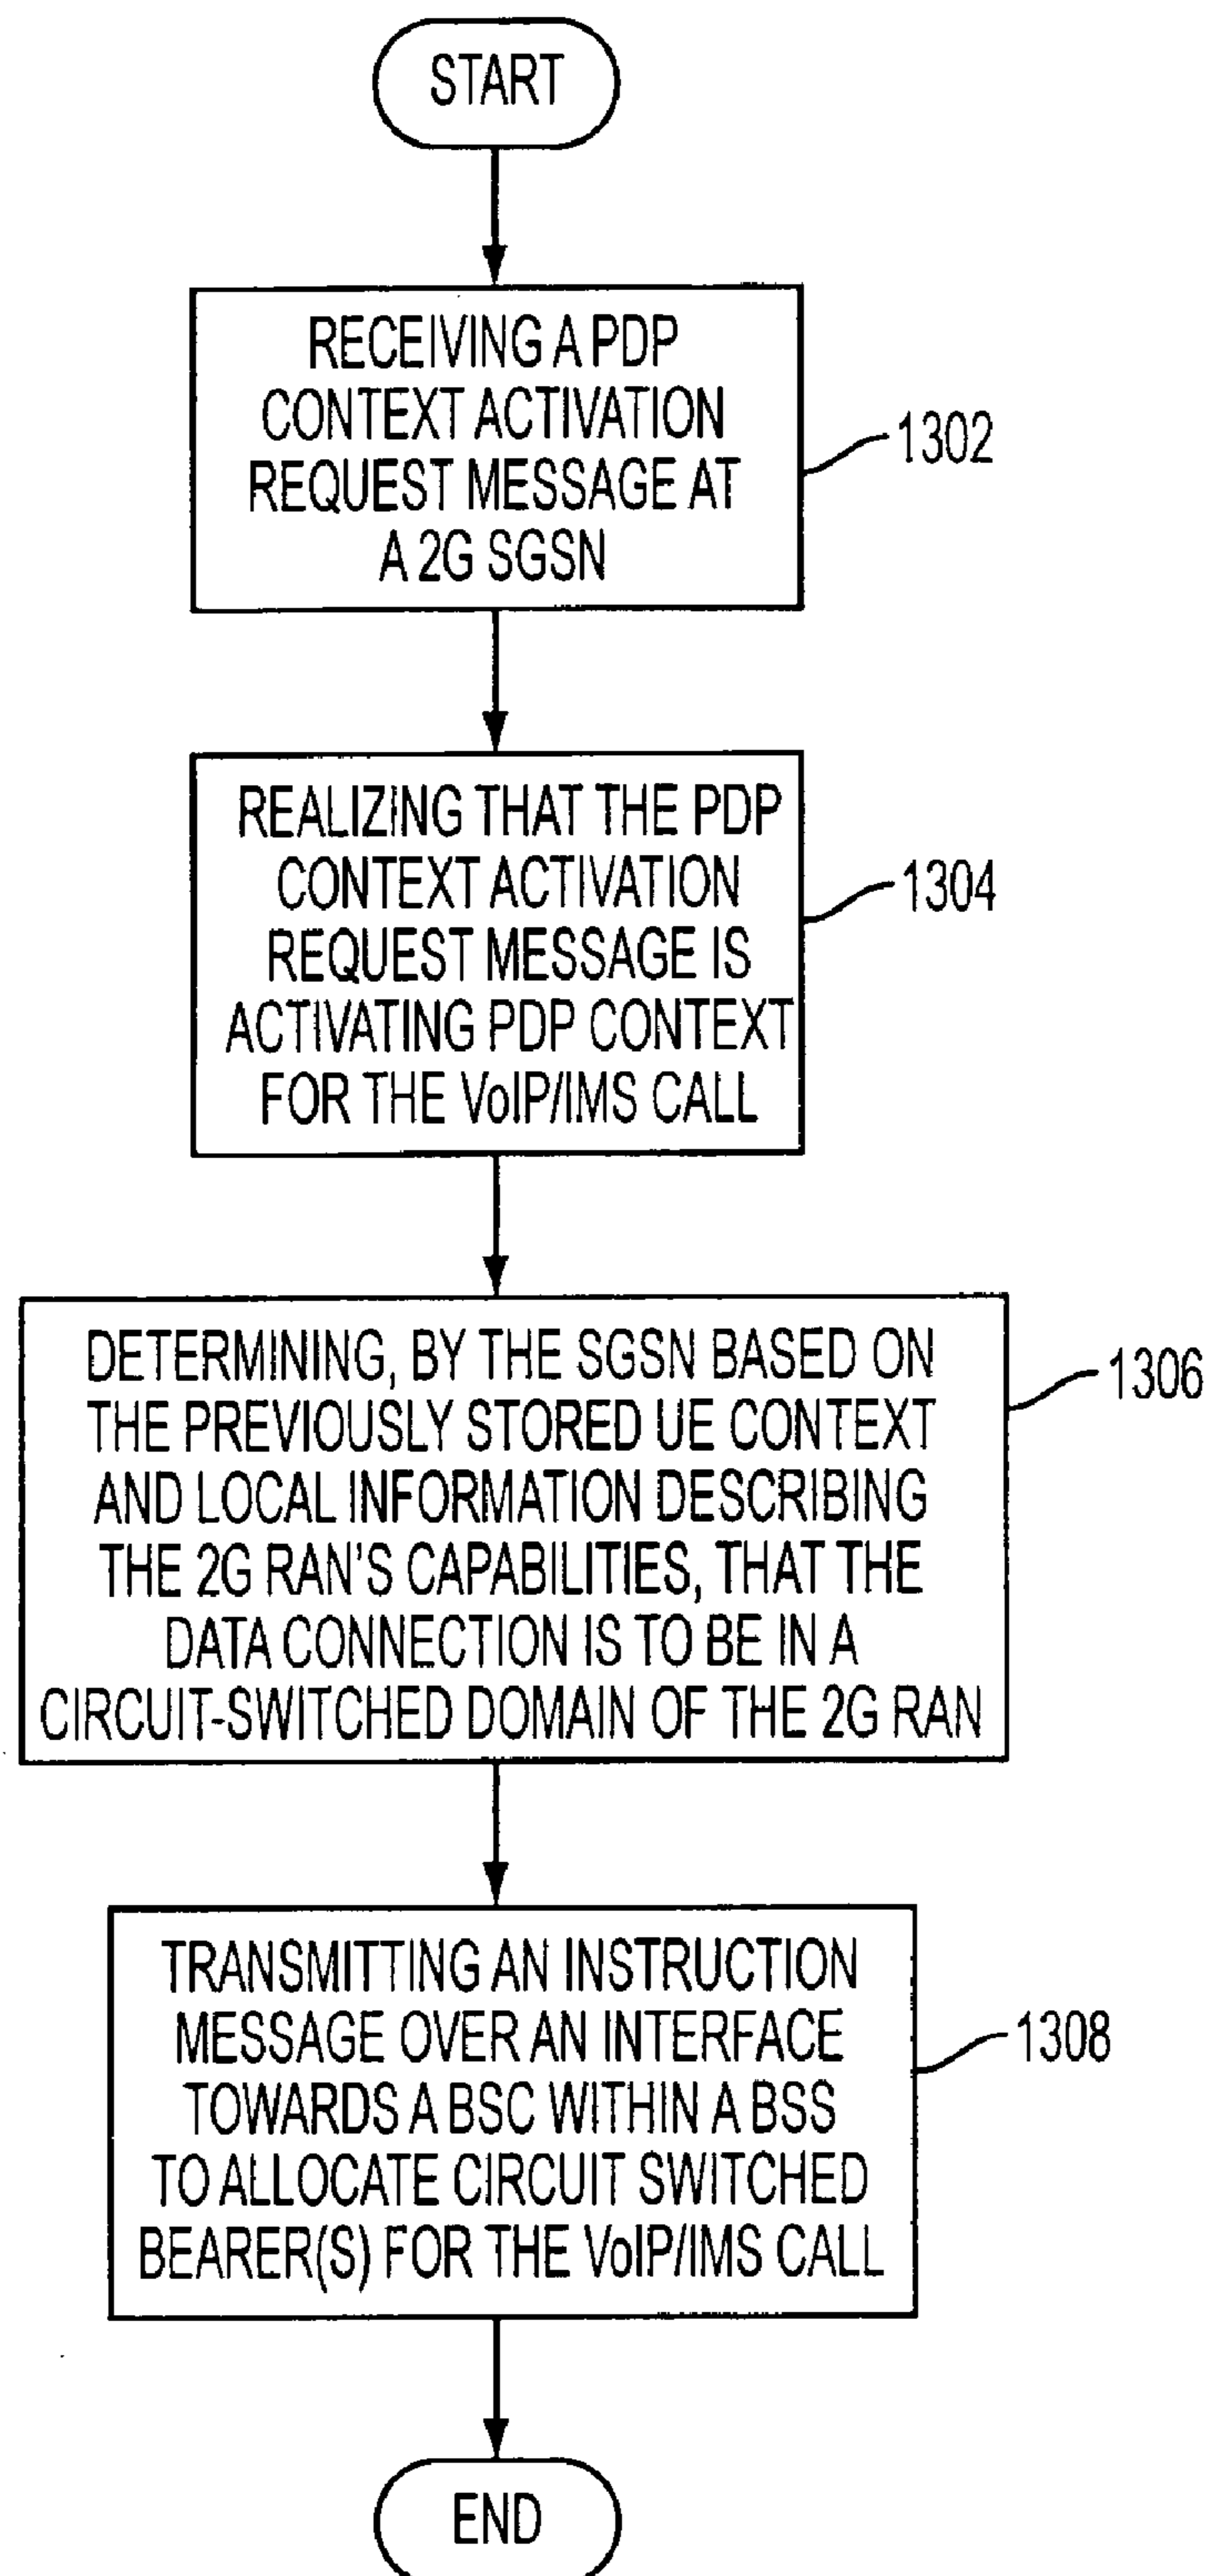 START
RECEIVING A PDP
CONTEXT ACTIVATION
REQUEST MESSAGE AT
A 2G SGSN
1302
REALIZING THAT THE PDP
CONTEXT ACTIVATION
REQUEST MESSAGE IS
ACTIVATING PDP CONTEXT
FOR THE VoIP/IMS CALL
1304
DETERMINING, BY THE SGSN BASED ON
THE PREVIOUSLY STORED UE CONTEXT
AND LOCAL INFORMATION DESCRIBING
THE 2G RAN'S CAPABILITIES, THAT THE
DATA CONNECTION IS TO BE IN A
CIRCUIT-SWITCHED DOMAIN OF THE 2G RAN
1306
TRANSMITTING AN INSTRUCTION
MESSAGE OVER AN INTERFACE
TOWARDS A BSC WITHIN A BSS
TO ALLOCATE CIRCUIT SWITCHED
BEARER(S) FOR THE VoIP/IMS CALL
1308
END